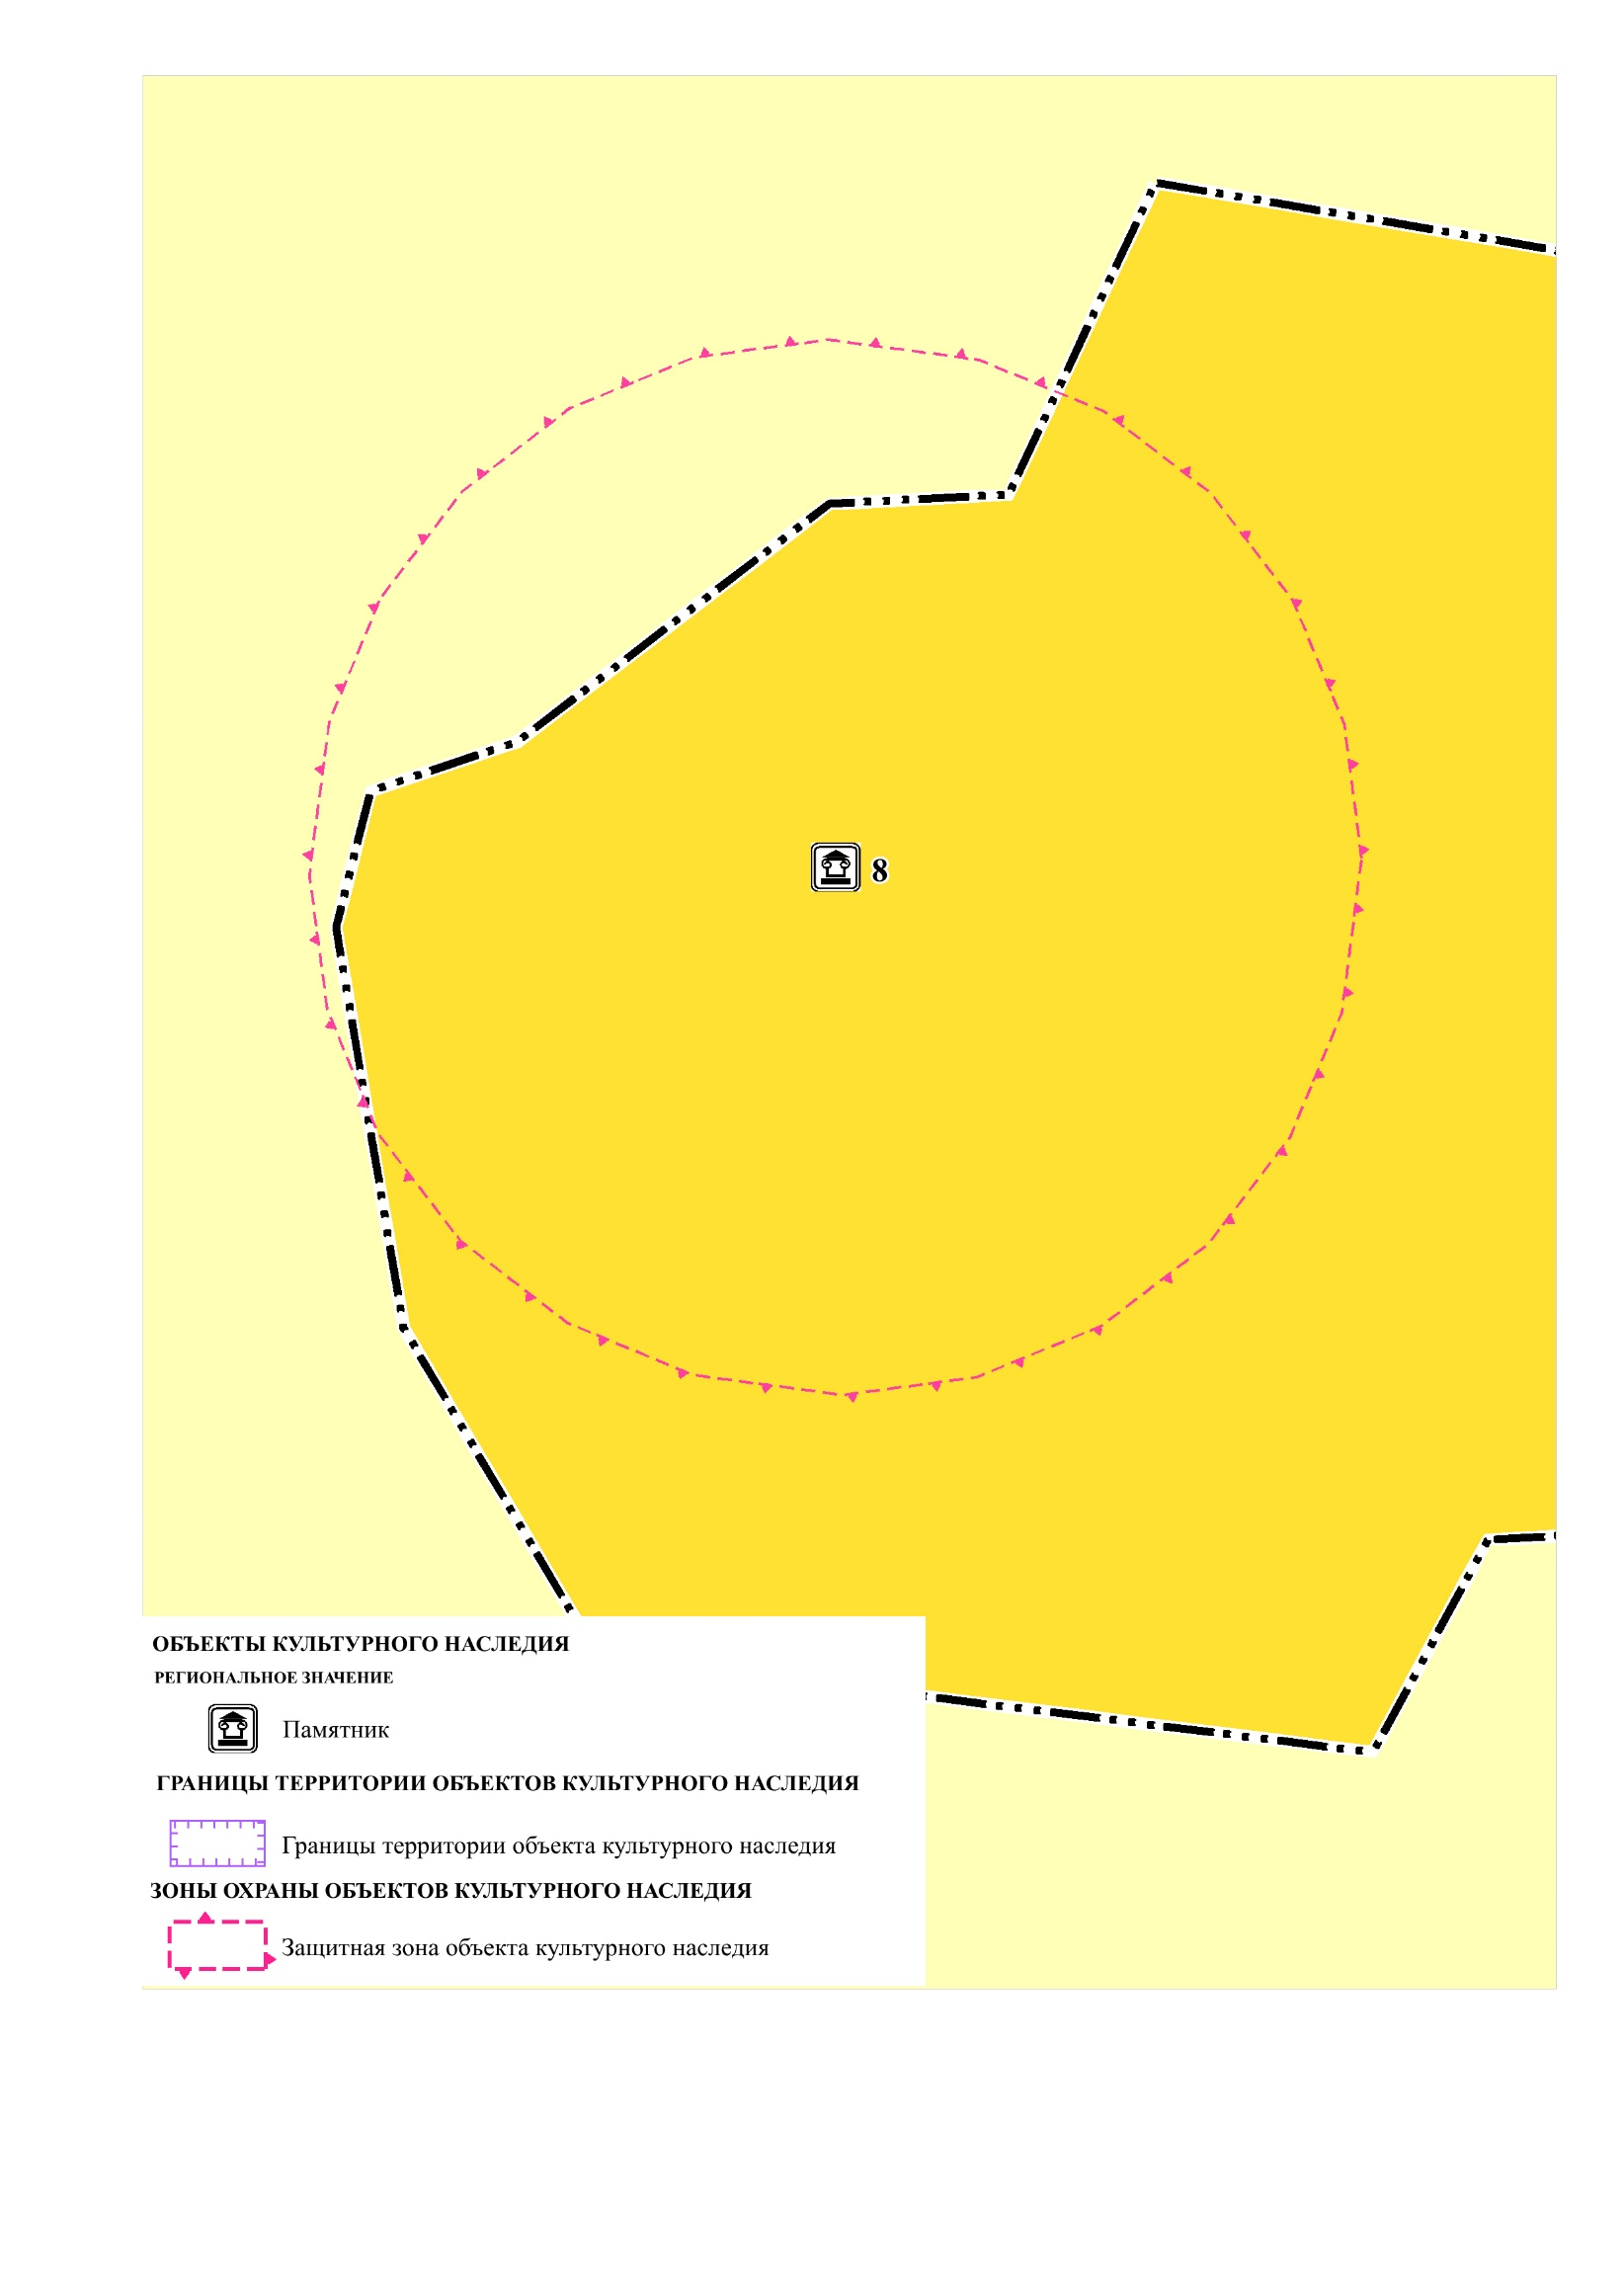 8
ОБЪЕКТЫ КУЛЬТУРНОГО НАСЛЕДИЯ
РЕГИОНАЛЬНОЕ ЗНАЧЕНИЕ
Памятник
ГРАНИЦЫ ТЕРРИТОРИИ ОБЪЕКТОВ КУЛЬТУРНОГО НАСЛЕДИЯ
Границы территории объекта культурного наследия
ЗОНЫ ОХРАНЫ ОБЪЕКТОВ КУЛЬТУРНОГО НАСЛЕДИЯ
Защитная зона объекта культурного наследия